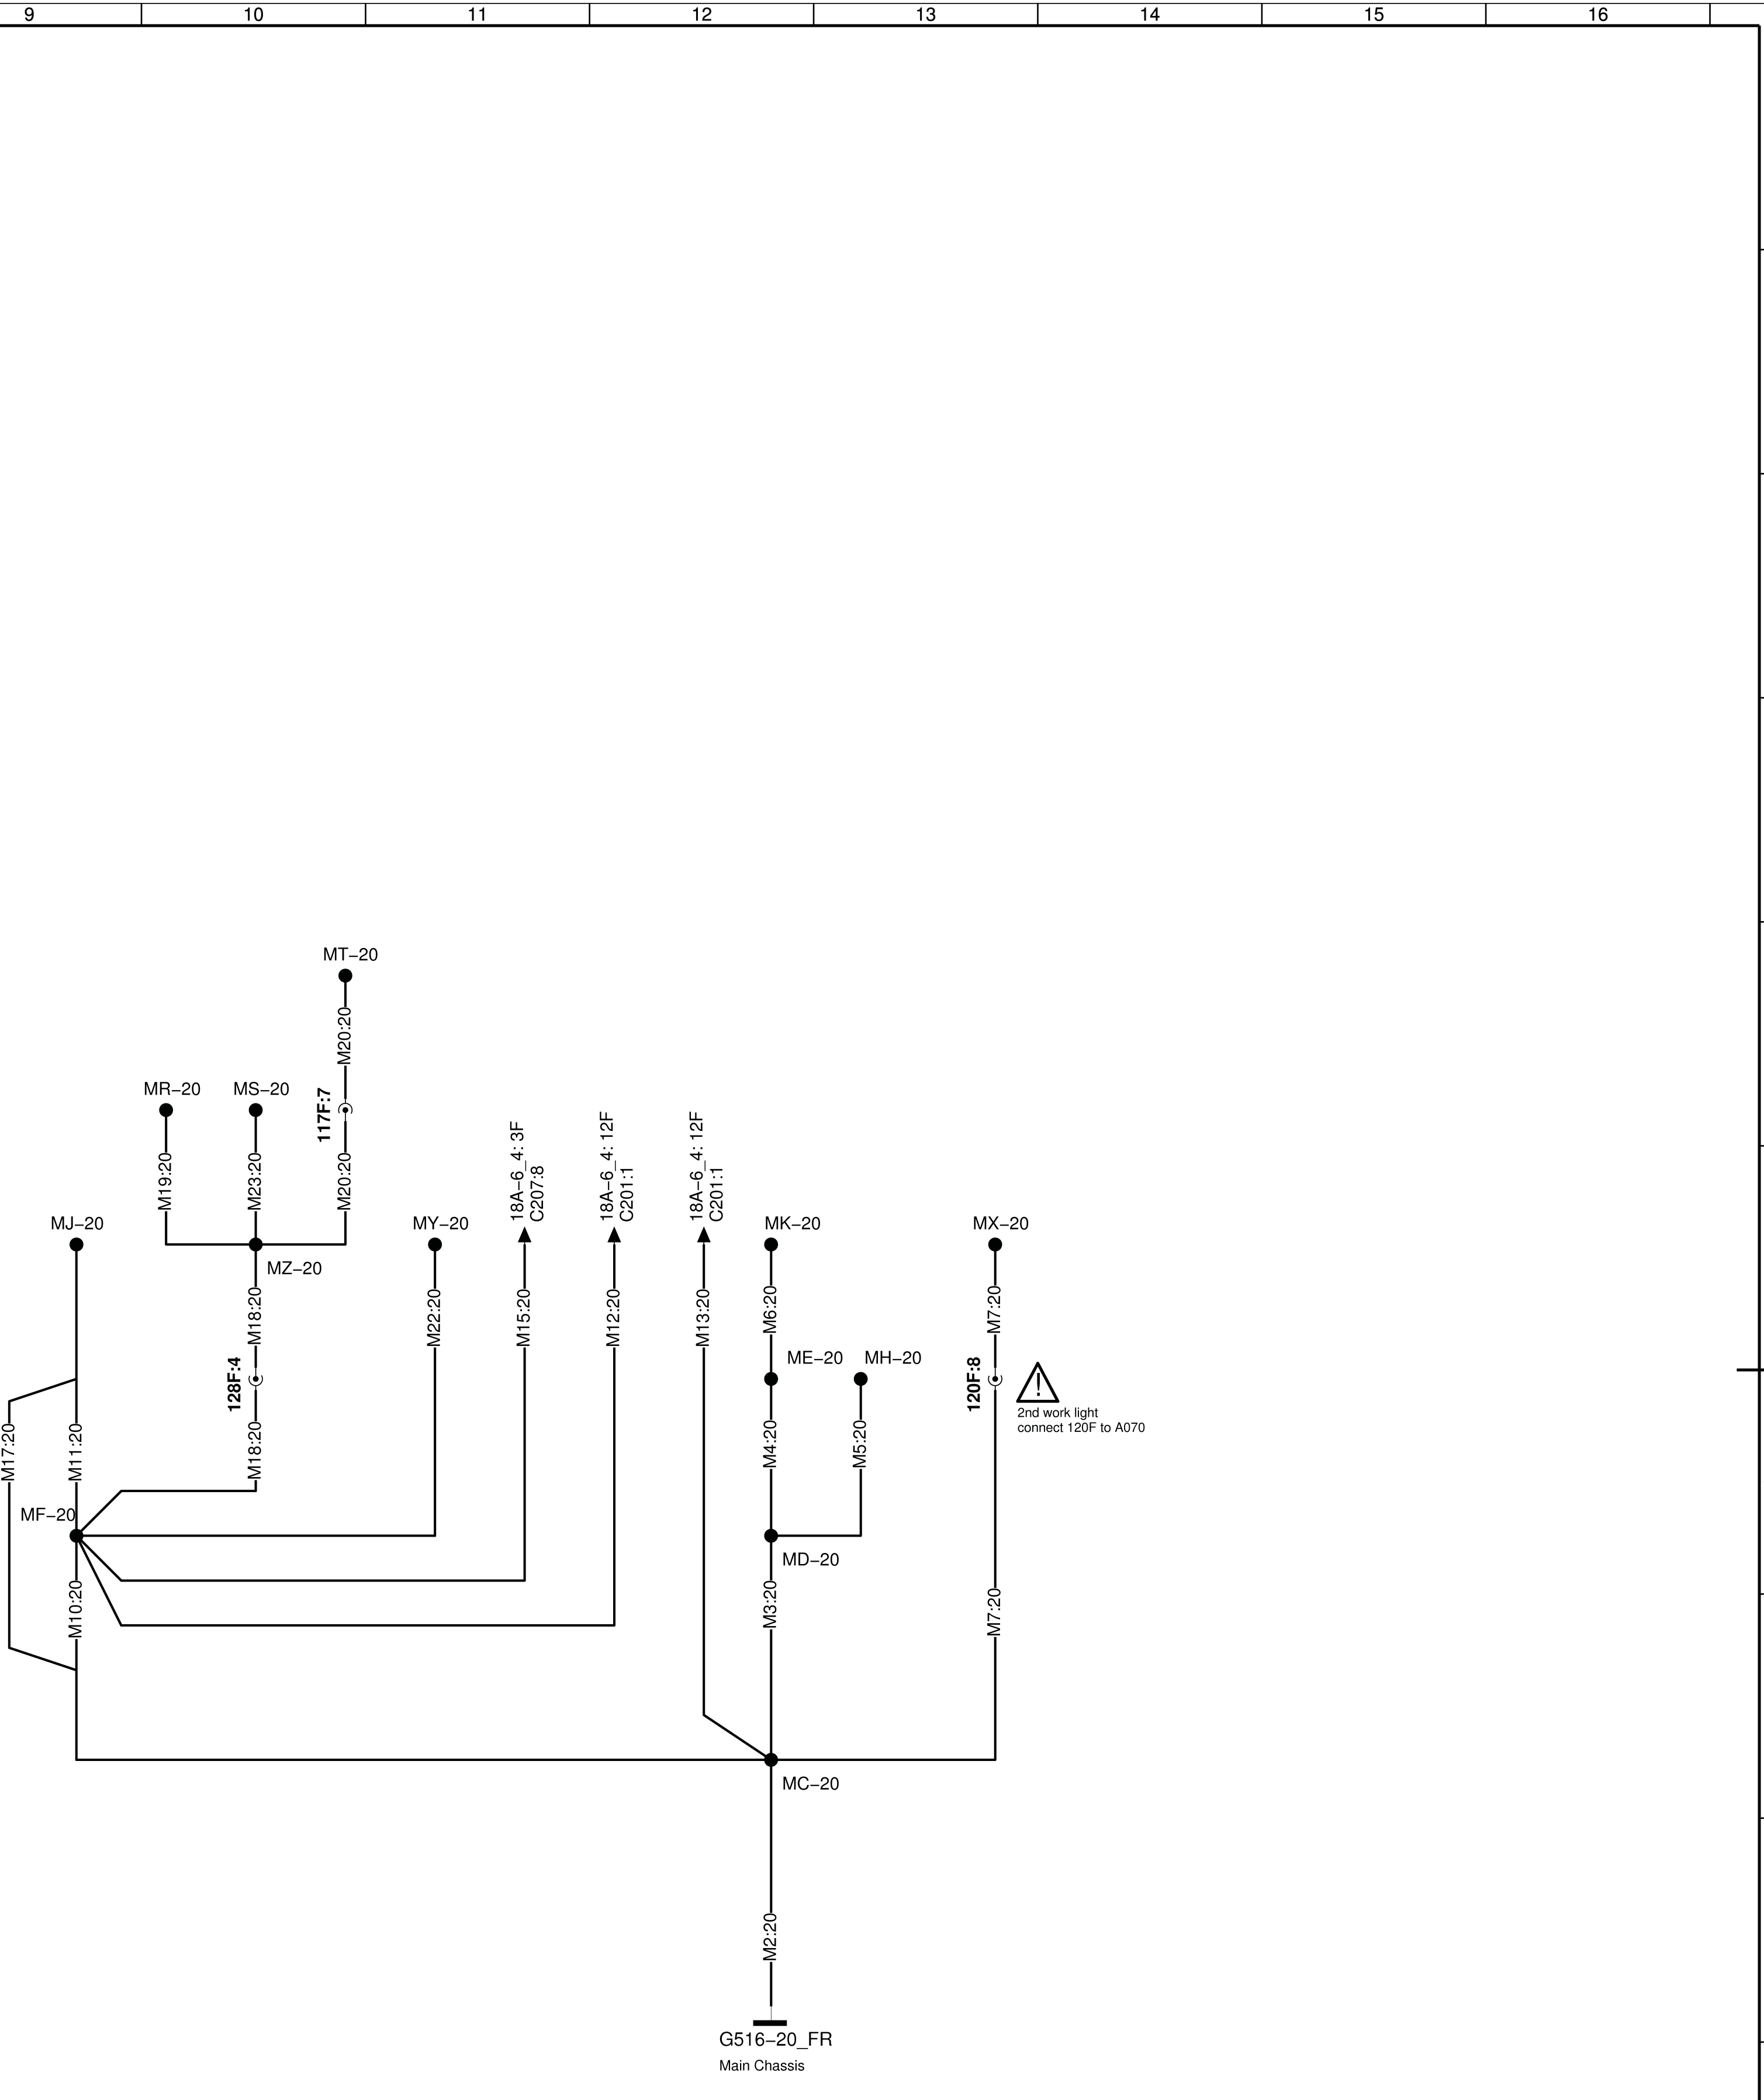 9 10 11 12 13 14 15 16
MT−20
M20:20
MR−20 MS−20
117F:7
M19:20
M23:20
M20:20
18A−6_4: 3F
C207:8
18A−6_4: 12F
C201:1
18A−6_4: 12F
C201:1
MJ−20
MY−20
MK−20
MX−20
MZ−20
M18:20
M22:20
M15:20
M12:20
M13:20
M6:20
M7:20
128F:4
ME−20 MH−20
120F:8
2nd work light
connect 120F to A070
M17:20
M11:20
M18:20
M4:20
M5:20
MF−20
MD−20
M10:20
M3:20
M7:20
MC−20
M2:20
G516−20_FR
Main Chassis